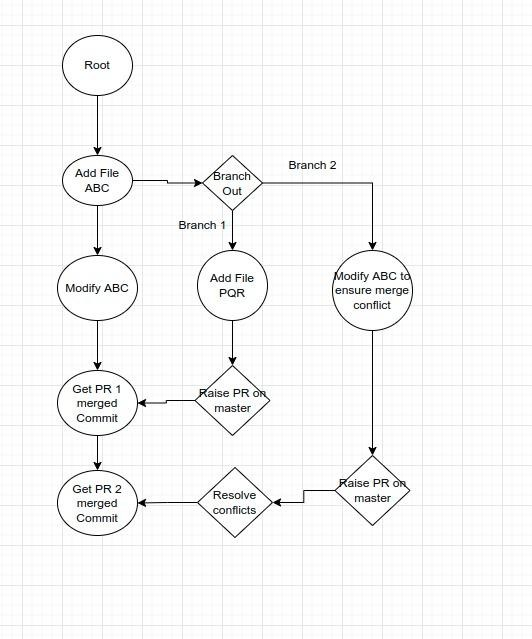 Root
Add File
ABC
Branch
Out
Branch 2
Branch 1
Modify ABC
Add File
PQR
Modify ABC to
ensure merge
conflict
Get PR 1
merged
Commit
Raise PR on
master
Get PR 2
merged
Commit
Resolve
conflicts
Raise PR on
master